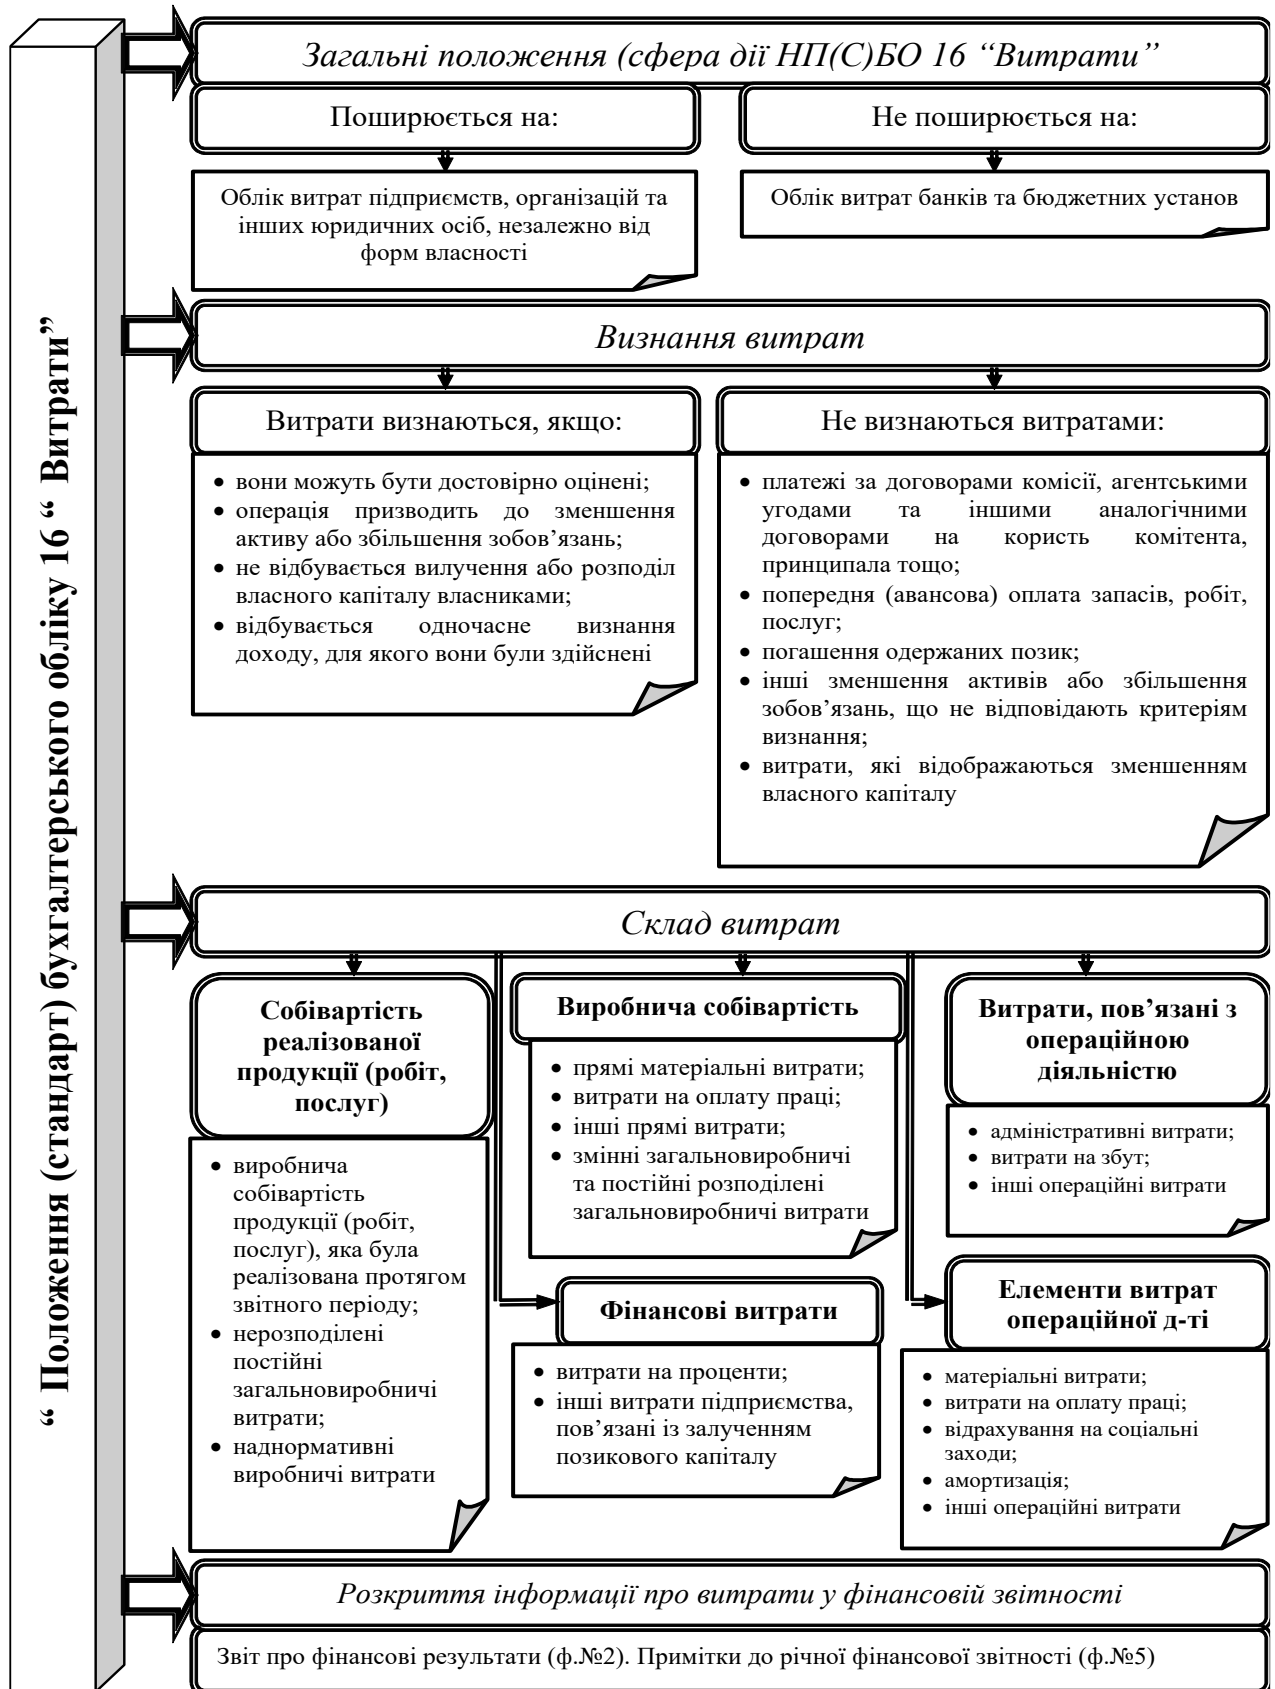 “ Положення (стандарт) бухгалтерського обліку 16 “ Витрати”
Загальні положення (сфера дії НП(С)БО 16 “Витрати”
Поширюється на:
Облік витрат підприємств, організацій та
інших юридичних осіб, незалежно від
форм власності
Не поширюється на:
Облік витрат банків та бюджетних установ
Визнання витрат
Витрати визнаються, якщо:
• вони можуть бути достовірно оцінені;
• операція призводить до зменшення
активу або збільшення зобов’язань;
• не відбувається вилучення або розподіл
власного капіталу власниками;
• відбувається одночасне визнання
доходу, для якого вони були здійснені
Не визнаються витратами:
• платежі за договорами комісії, агентськими
угодами та іншими аналогічними
договорами на користь комітента,
принципала тощо;
• попередня (авансова) оплата запасів, робіт,
послуг;
• погашення одержаних позик;
• інші зменшення активів або збільшення
зобов’язань, що не відповідають критеріям
визнання;
• витрати, які відображаються зменшенням
власного капіталу
Склад витрат
Собівартість
реалізованої
продукції (робіт,
послуг)
• виробнича
собівартість
продукції (робіт,
послуг), яка була
реалізована протягом
звітного періоду;
• нерозподілені
постійні
загальновиробничі
витрати;
• наднормативні
виробничі витрати
Виробнича собівартість
• прямі матеріальні витрати;
• витрати на оплату праці;
• інші прямі витрати;
• змінні загальновиробничі
та постійні розподілені
загальновиробничі витрати
Фінансові витрати
• витрати на проценти;
• інші витрати підприємства,
пов’язані із залученням
позикового капіталу
Витрати, пов’язані з
операційною
діяльністю
• адміністративні витрати;
• витрати на збут;
• інші операційні витрати
Елементи витрат
операційної д-ті
• матеріальні витрати;
• витрати на оплату праці;
• відрахування на соціальні
заходи;
• амортизація;
• інші операційні витрати
Розкриття інформації про витрати у фінансовій звітності
Звіт про фінансові результати (ф.№2). Примітки до річної фінансової звітності (ф.№5)